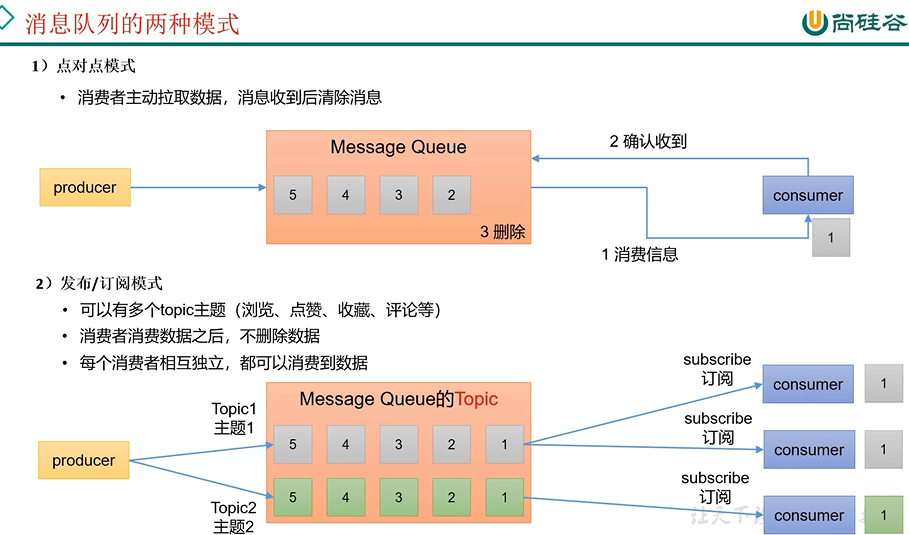 消息队列的两种模式
尚硅谷
1）点对点模式
• 消费者主动拉取数据，消息收到后清除消息
Message Queue
2 确认收到
producer
5 4 3 2
consumer
3 删除
1
1 消费信息
2）发布/订阅模式
• 可以有多个topic主题（浏览、点赞、收藏、评论等）
• 消费者消费数据之后，不删除数据
• 每个消费者相互独立，都可以消费到数据
Message Queue的Topic
Topic1
主题1
producer
5 4 3 2 1
5 4 3 2 1
Topic2
主题2
subscribe
订阅
consumer 1
subscribe
订阅
consumer 1
subscribe
订阅
consumer 1
让天下